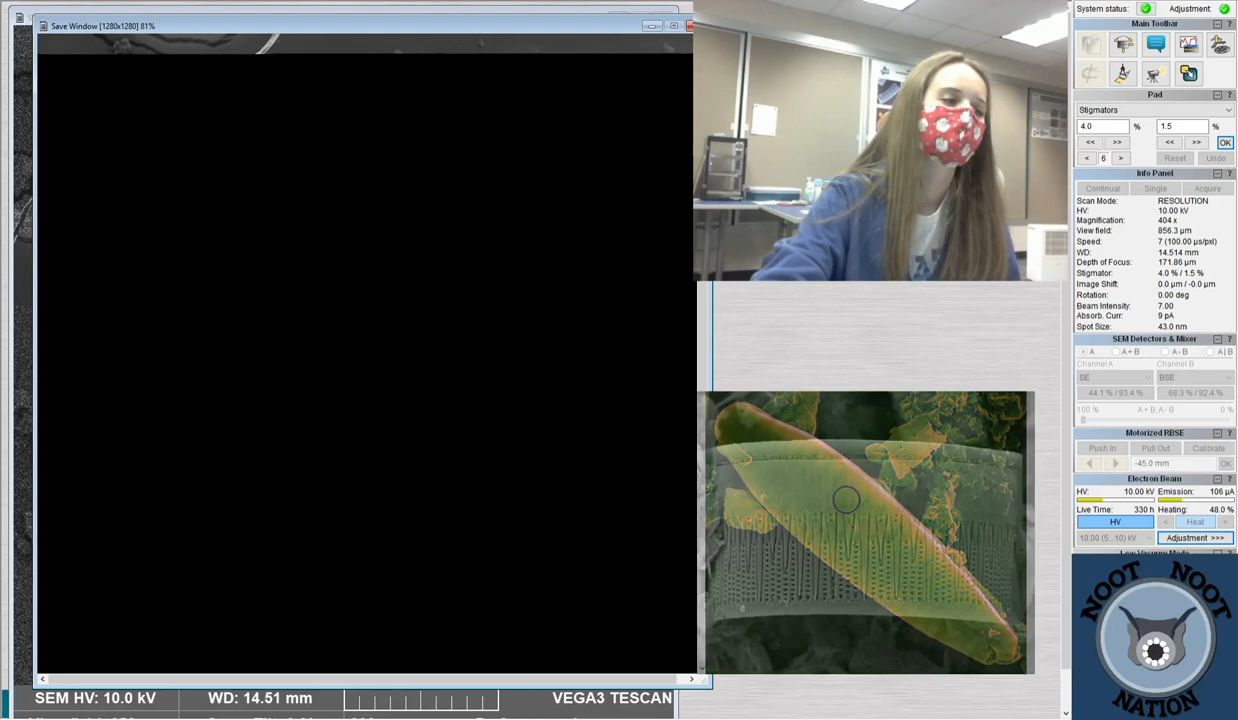 Save Window [1280x1280] 81%
SEM HV: 10.0 kV
WD: 14.51 mm
VEGA3 TESCAN
System status:
Adjustment:
Main Toolbar
Pad
Stigmators
4.0 %
1.5 %
<< >>
<< >> OK
< 6 >
Reset Undo
Info Panel
Continual Single Acquire
Scan Mode: RESOLUTION
HV: 10.00 kV
Magnification: 404 x
View field: 856.3 µm
Speed: 7 (100.00 µs/pxl)
WD: 14.514 mm
Depth of Focus: 171.86 µm
Stigmator: 4.0 % / 1.5 %
Image Shift: 0.0 µm / -0.0 µm
Rotation: 0.00 deg
Beam Intensity: 7.00
Absorb. Curr: 9 pA
Spot Size: 43.0 nm
SEM Detectors & Mixer
A A + B A - B A | B
Channel A Channel B
SE BSE
44.1 % / 93.4 % 68.3 % / 92.4 %
100 % A + B, A - B 0 %
Motorized RBSE
Push In Pull Out Calibrate
-45.0 mm OK
Electron Beam
HV: 10.00 kV Emission: 106 µA
Live Time: 330 h Heating: 48.0 %
HV < Heat >
10.00 (5...10) kV Adjustment >>>
Low Vacuum Mode
NOOT NOOT
NATION